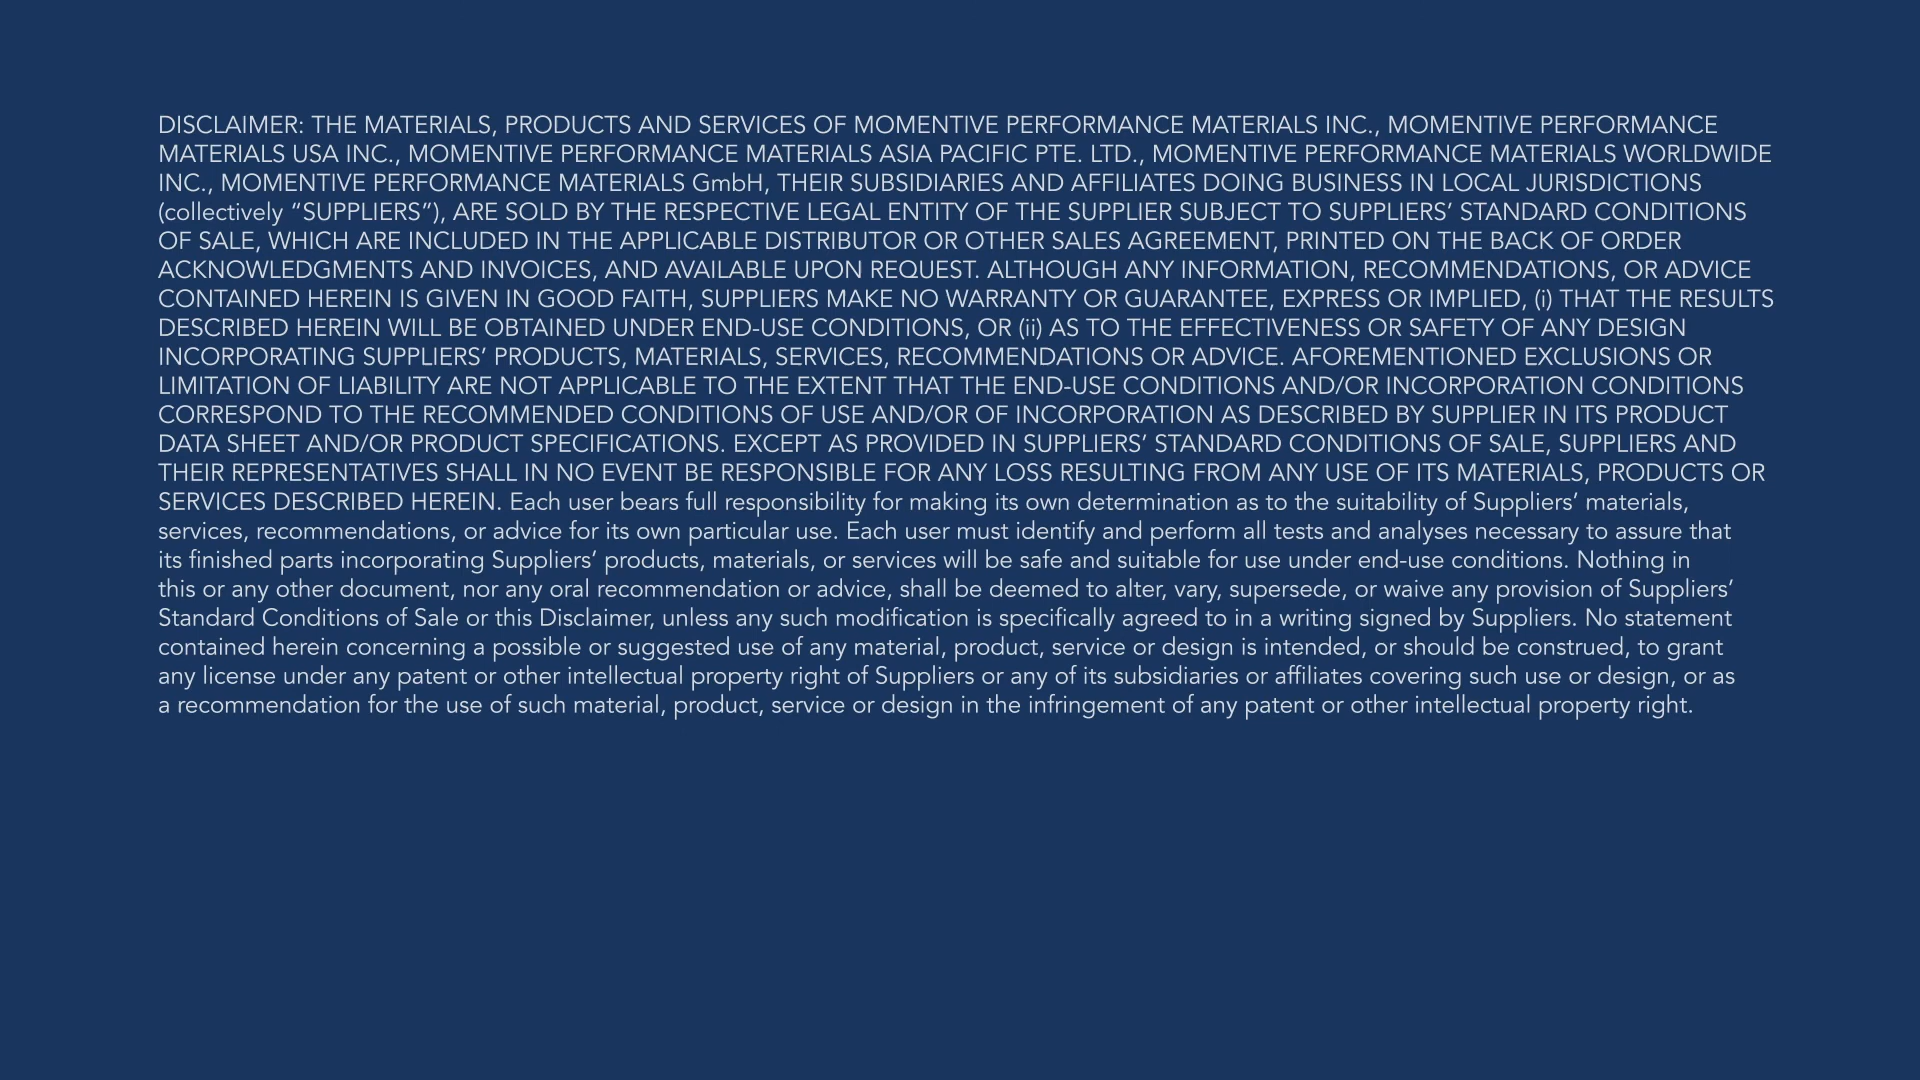 DISCLAIMER: THE MATERIALS, PRODUCTS AND SERVICES OF MOMENTIVE PERFORMANCE MATERIALS INC., MOMENTIVE PERFORMANCE
MATERIALS USA INC., MOMENTIVE PERFORMANCE MATERIALS ASIA PACIFIC PTE. LTD., MOMENTIVE PERFORMANCE MATERIALS WORLDWIDE
INC., MOMENTIVE PERFORMANCE MATERIALS GmbH, THEIR SUBSIDIARIES AND AFFILIATES DOING BUSINESS IN LOCAL JURISDICTIONS
(collectively “SUPPLIERS”), ARE SOLD BY THE RESPECTIVE LEGAL ENTITY OF THE SUPPLIER SUBJECT TO SUPPLIERS’ STANDARD CONDITIONS
OF SALE, WHICH ARE INCLUDED IN THE APPLICABLE DISTRIBUTOR OR OTHER SALES AGREEMENT, PRINTED ON THE BACK OF ORDER
ACKNOWLEDGMENTS AND INVOICES, AND AVAILABLE UPON REQUEST. ALTHOUGH ANY INFORMATION, RECOMMENDATIONS, OR ADVICE
CONTAINED HEREIN IS GIVEN IN GOOD FAITH, SUPPLIERS MAKE NO WARRANTY OR GUARANTEE, EXPRESS OR IMPLIED, (i) THAT THE RESULTS
DESCRIBED HEREIN WILL BE OBTAINED UNDER END-USE CONDITIONS, OR (ii) AS TO THE EFFECTIVENESS OR SAFETY OF ANY DESIGN
INCORPORATING SUPPLIERS’ PRODUCTS, MATERIALS, SERVICES, RECOMMENDATIONS OR ADVICE. AFOREMENTIONED EXCLUSIONS OR
LIMITATION OF LIABILITY ARE NOT APPLICABLE TO THE EXTENT THAT THE END-USE CONDITIONS AND/OR INCORPORATION CONDITIONS
CORRESPOND TO THE RECOMMENDED CONDITIONS OF USE AND/OR OF INCORPORATION AS DESCRIBED BY SUPPLIER IN ITS PRODUCT
DATA SHEET AND/OR PRODUCT SPECIFICATIONS. EXCEPT AS PROVIDED IN SUPPLIERS’ STANDARD CONDITIONS OF SALE, SUPPLIERS AND
THEIR REPRESENTATIVES SHALL IN NO EVENT BE RESPONSIBLE FOR ANY LOSS RESULTING FROM ANY USE OF ITS MATERIALS, PRODUCTS OR
SERVICES DESCRIBED HEREIN. Each user bears full responsibility for making its own determination as to the suitability of Suppliers’ materials,
services, recommendations, or advice for its own particular use. Each user must identify and perform all tests and analyses necessary to assure that
its finished parts incorporating Suppliers’ products, materials, or services will be safe and suitable for use under end-use conditions. Nothing in
this or any other document, nor any oral recommendation or advice, shall be deemed to alter, vary, supersede, or waive any provision of Suppliers’
Standard Conditions of Sale or this Disclaimer, unless any such modification is specifically agreed to in a writing signed by Suppliers. No statement
contained herein concerning a possible or suggested use of any material, product, service or design is intended, or should be construed, to grant
any license under any patent or other intellectual property right of Suppliers or any of its subsidiaries or affiliates covering such use or design, or as
a recommendation for the use of such material, product, service or design in the infringement of any patent or other intellectual property right.